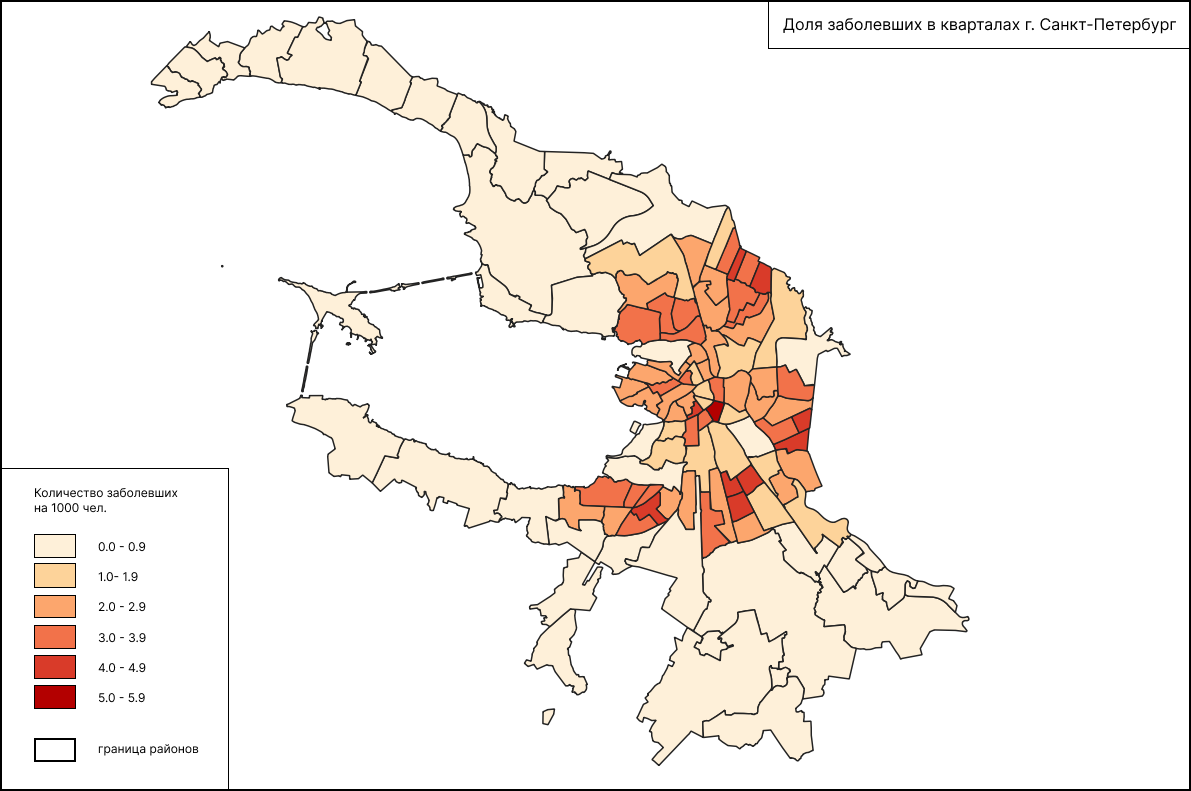 Доля заболевших в кварталах г. Санкт-Петербург
Количество заболевших
на 1000 чел.
0.0 - 0.9
1.0- 1.9
2.0 - 2.9
3.0 - 3.9
4.0 - 4.9
5.0 - 5.9
граница районов